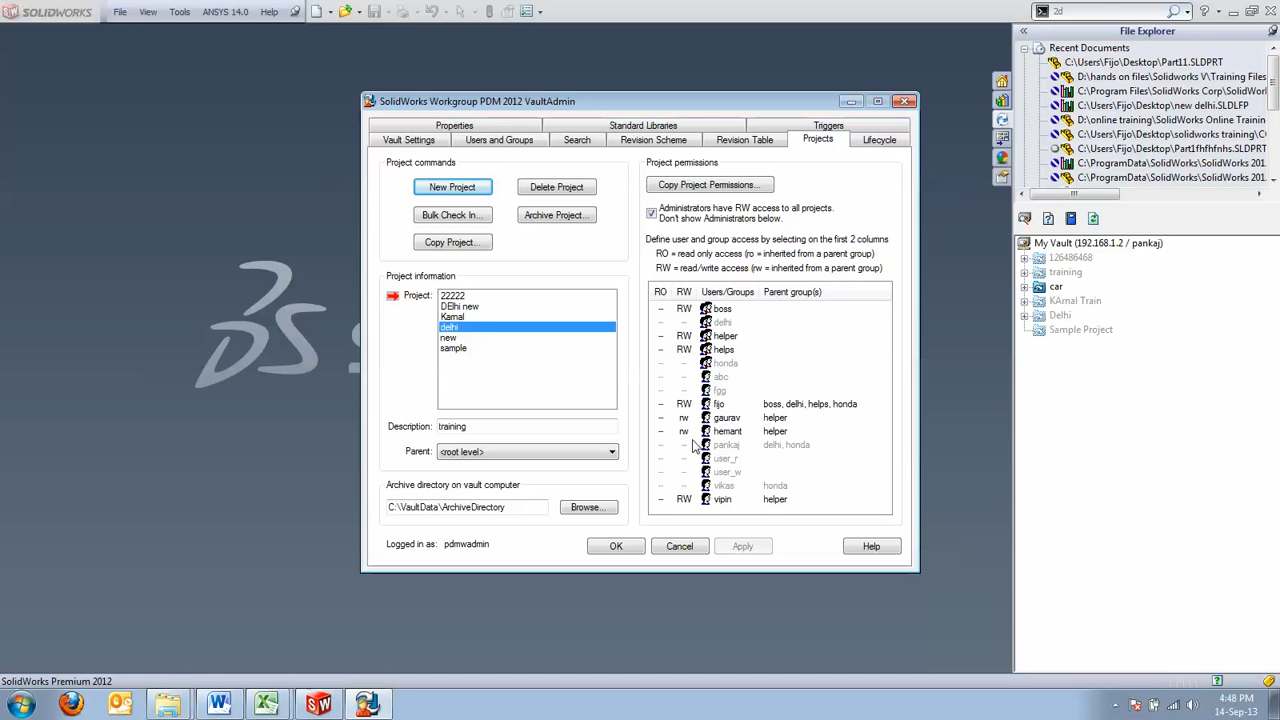 SOLIDWORKS File View Tools ANSYS 14.0 Help 2d
File Explorer
Recent Documents
C:\Users\Fijo\Desktop\Part11.SLDPRT
D:\hands on files\Solidworks V\Training Files
C:\Program Files\Solidworks Corp\SolidWor
C:\Users\Fijo\Desktop\new delhi.SLDLFP
D:\online training\SolidWorks Online Training
C:\Users\Fijo\Desktop\solidworks training\C
C:\Users\Fijo\Desktop\Part1fhfhfnhs.SLDPRT
C:\ProgramData\SolidWorks\SolidWorks 201
C:\ProgramData\SolidWorks\SolidWorks 201.
My Vault (192.168.1.2 / pankaj)
126486468
training
car
KArnal Train
Delhi
Sample Project
SolidWorks Workgroup PDM 2012 VaultAdmin
Properties Standard Libraries Triggers
Vault Settings Users and Groups Search Revision Scheme Revision Table Projects Lifecycle
Project commands
New Project Delete Project
Bulk Check In... Archive Project...
Copy Project...
Project information
Project:
22222
DElhi new
Karnal
delhi
new
sample
Description: training
Parent: <root level>
Archive directory on vault computer
C:\VaultData\ArchiveDirectory Browse...
Logged in as: pdmwadmin
Project permissions
Copy Project Permissions...
Administrators have RW access to all projects.
Don't show Administrators below.
Define user and group access by selecting on the first 2 columns
RO = read only access (ro = inherited from a parent group)
RW = read/write access (rw = inherited from a parent group)
RO RW Users/Groups Parent group(s)
-- RW boss
-- -- delhi
-- RW helper
-- RW helps
-- -- honda
-- -- abc
-- -- fgg
-- RW fijo boss, delhi, helps, honda
-- rw gaurav helper
-- rw hemant helper
-- -- pankaj delhi, honda
-- -- user_r
-- -- user_w
-- -- vikas honda
-- RW vipin helper
OK Cancel Apply Help
DS S
SolidWorks Premium 2012
4:48 PM
14-Sep-13